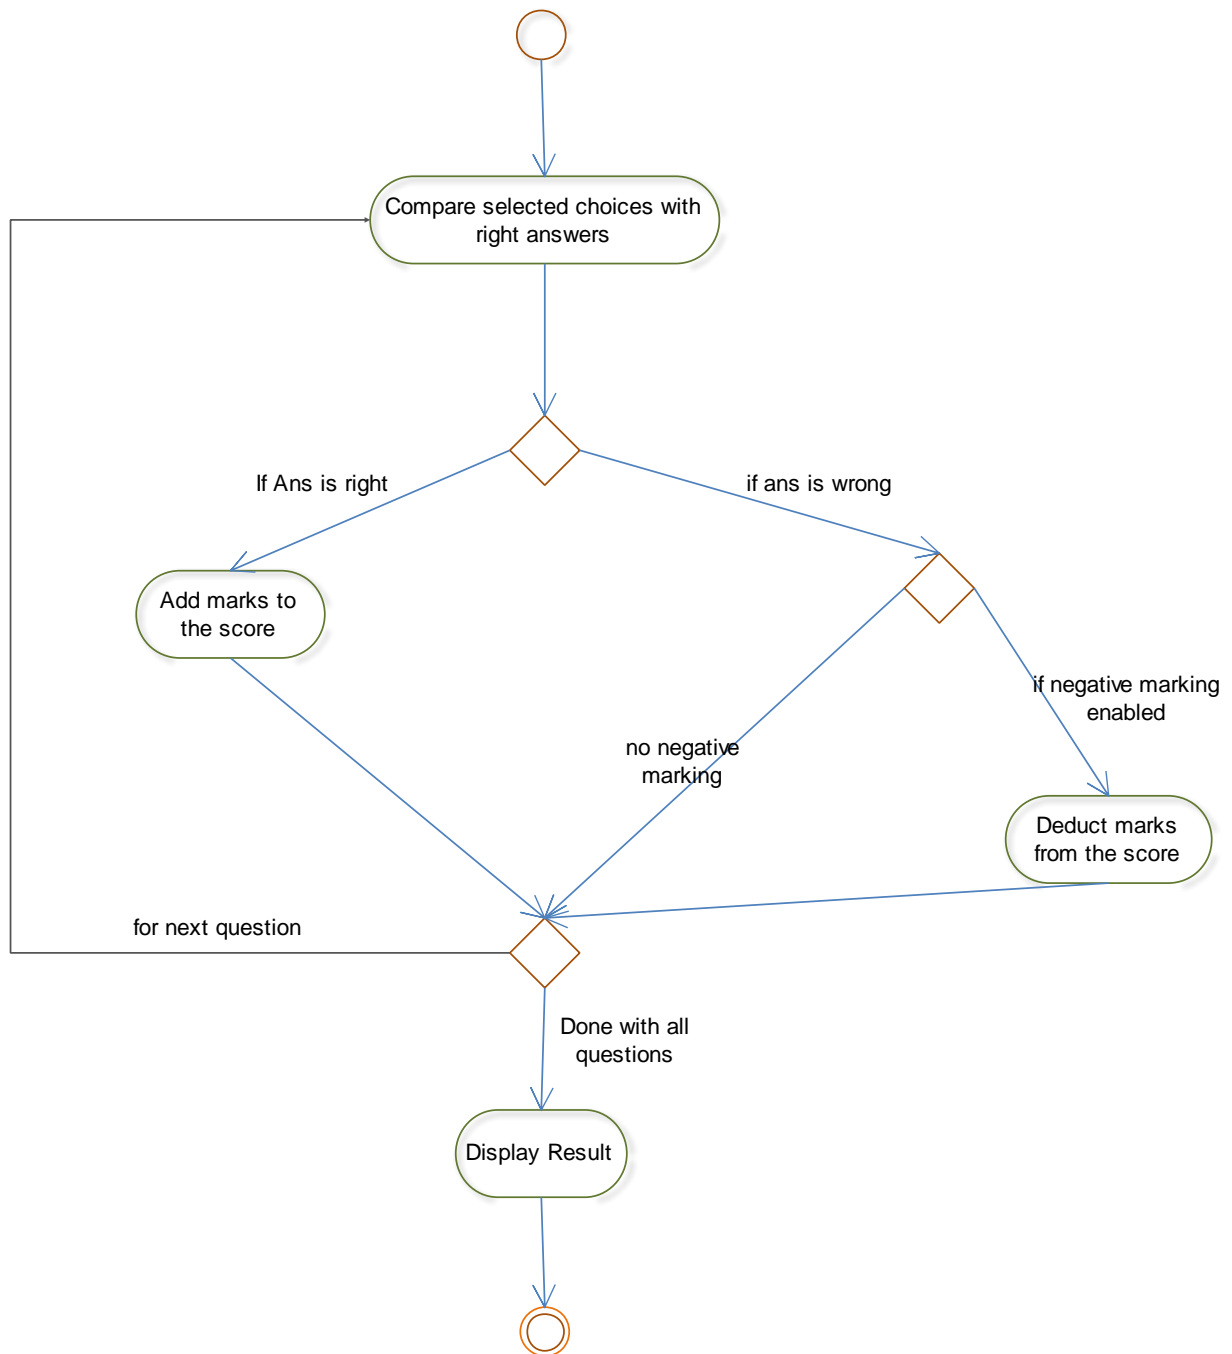 Compare selected choices with
right answers
If Ans is right
if ans is wrong
Add marks to
the score
if negative marking
enabled
no negative
marking
Deduct marks
from the score
for next question
Done with all
questions
Display Result